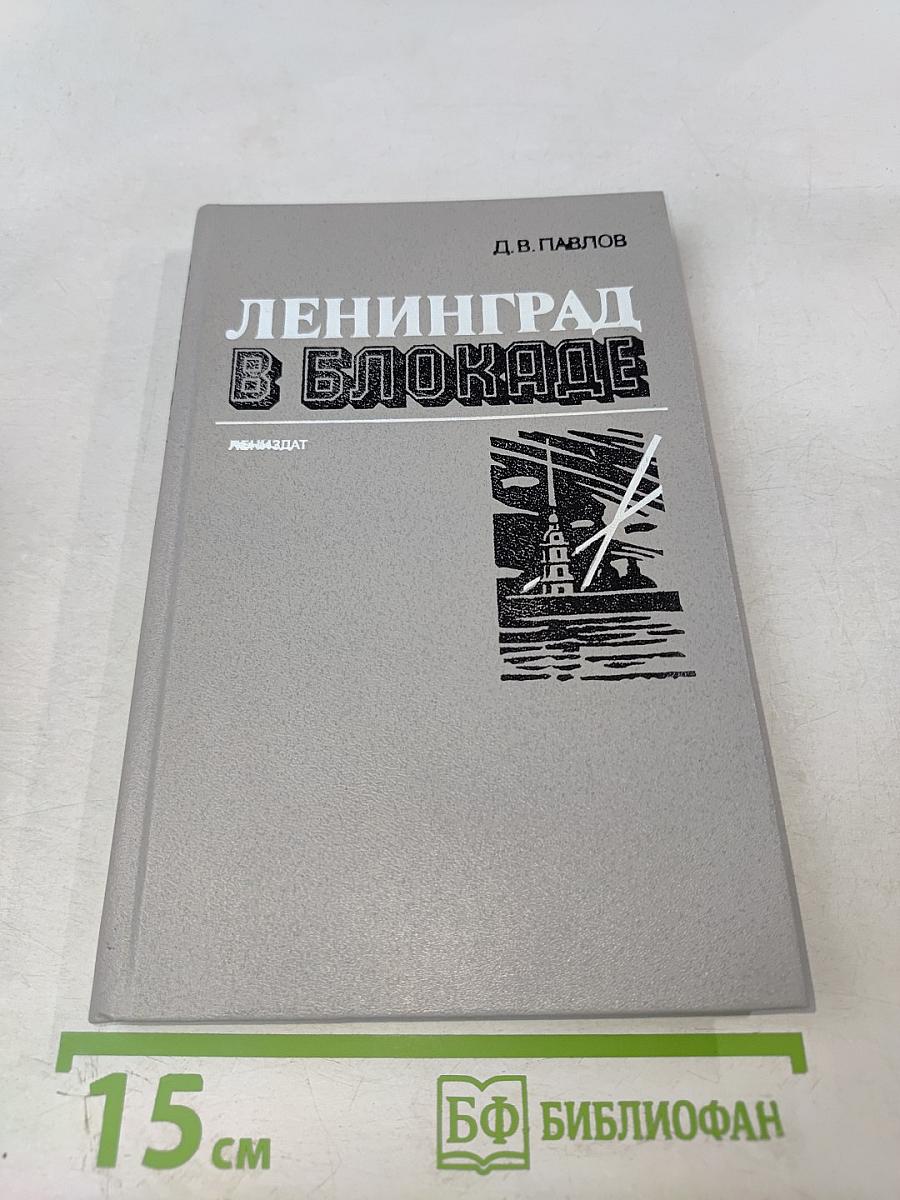 Д. В. ПАВЛОВ
ЛЕНИНГРАД
В БЛОКАДЕ
ЛЕНИЗДАТ
15 см
БФ БИБЛИОФАН